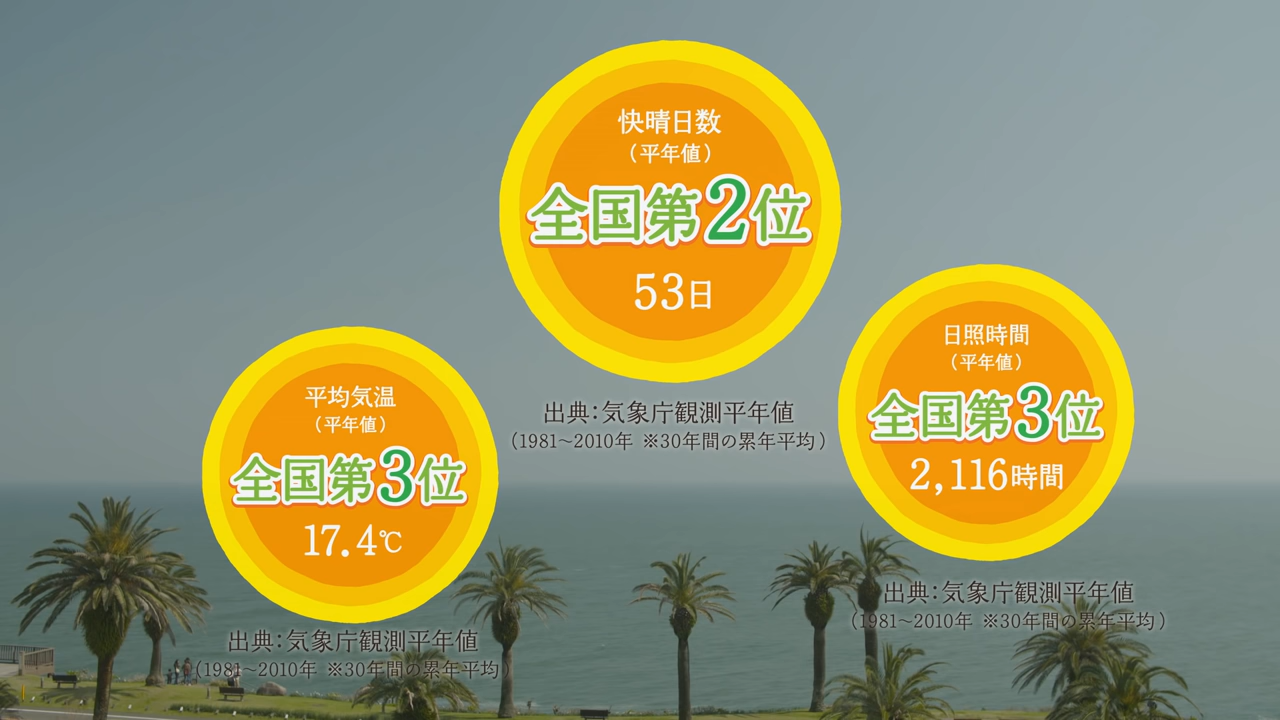 快晴日数
(平年値)
全国第2位
53日
出典:気象庁観測平年値
(1981~2010年 ※30年間の累年平均)
日照時間
(平年値)
全国第3位
2,116時間
出典:気象庁観測平年値
(1981~2010年 ※30年間の累年平均)
平均気温
(平年値)
全国第3位
17.4℃
出典:気象庁観測平年値
(1981~2010年 ※30年間の累年平均)